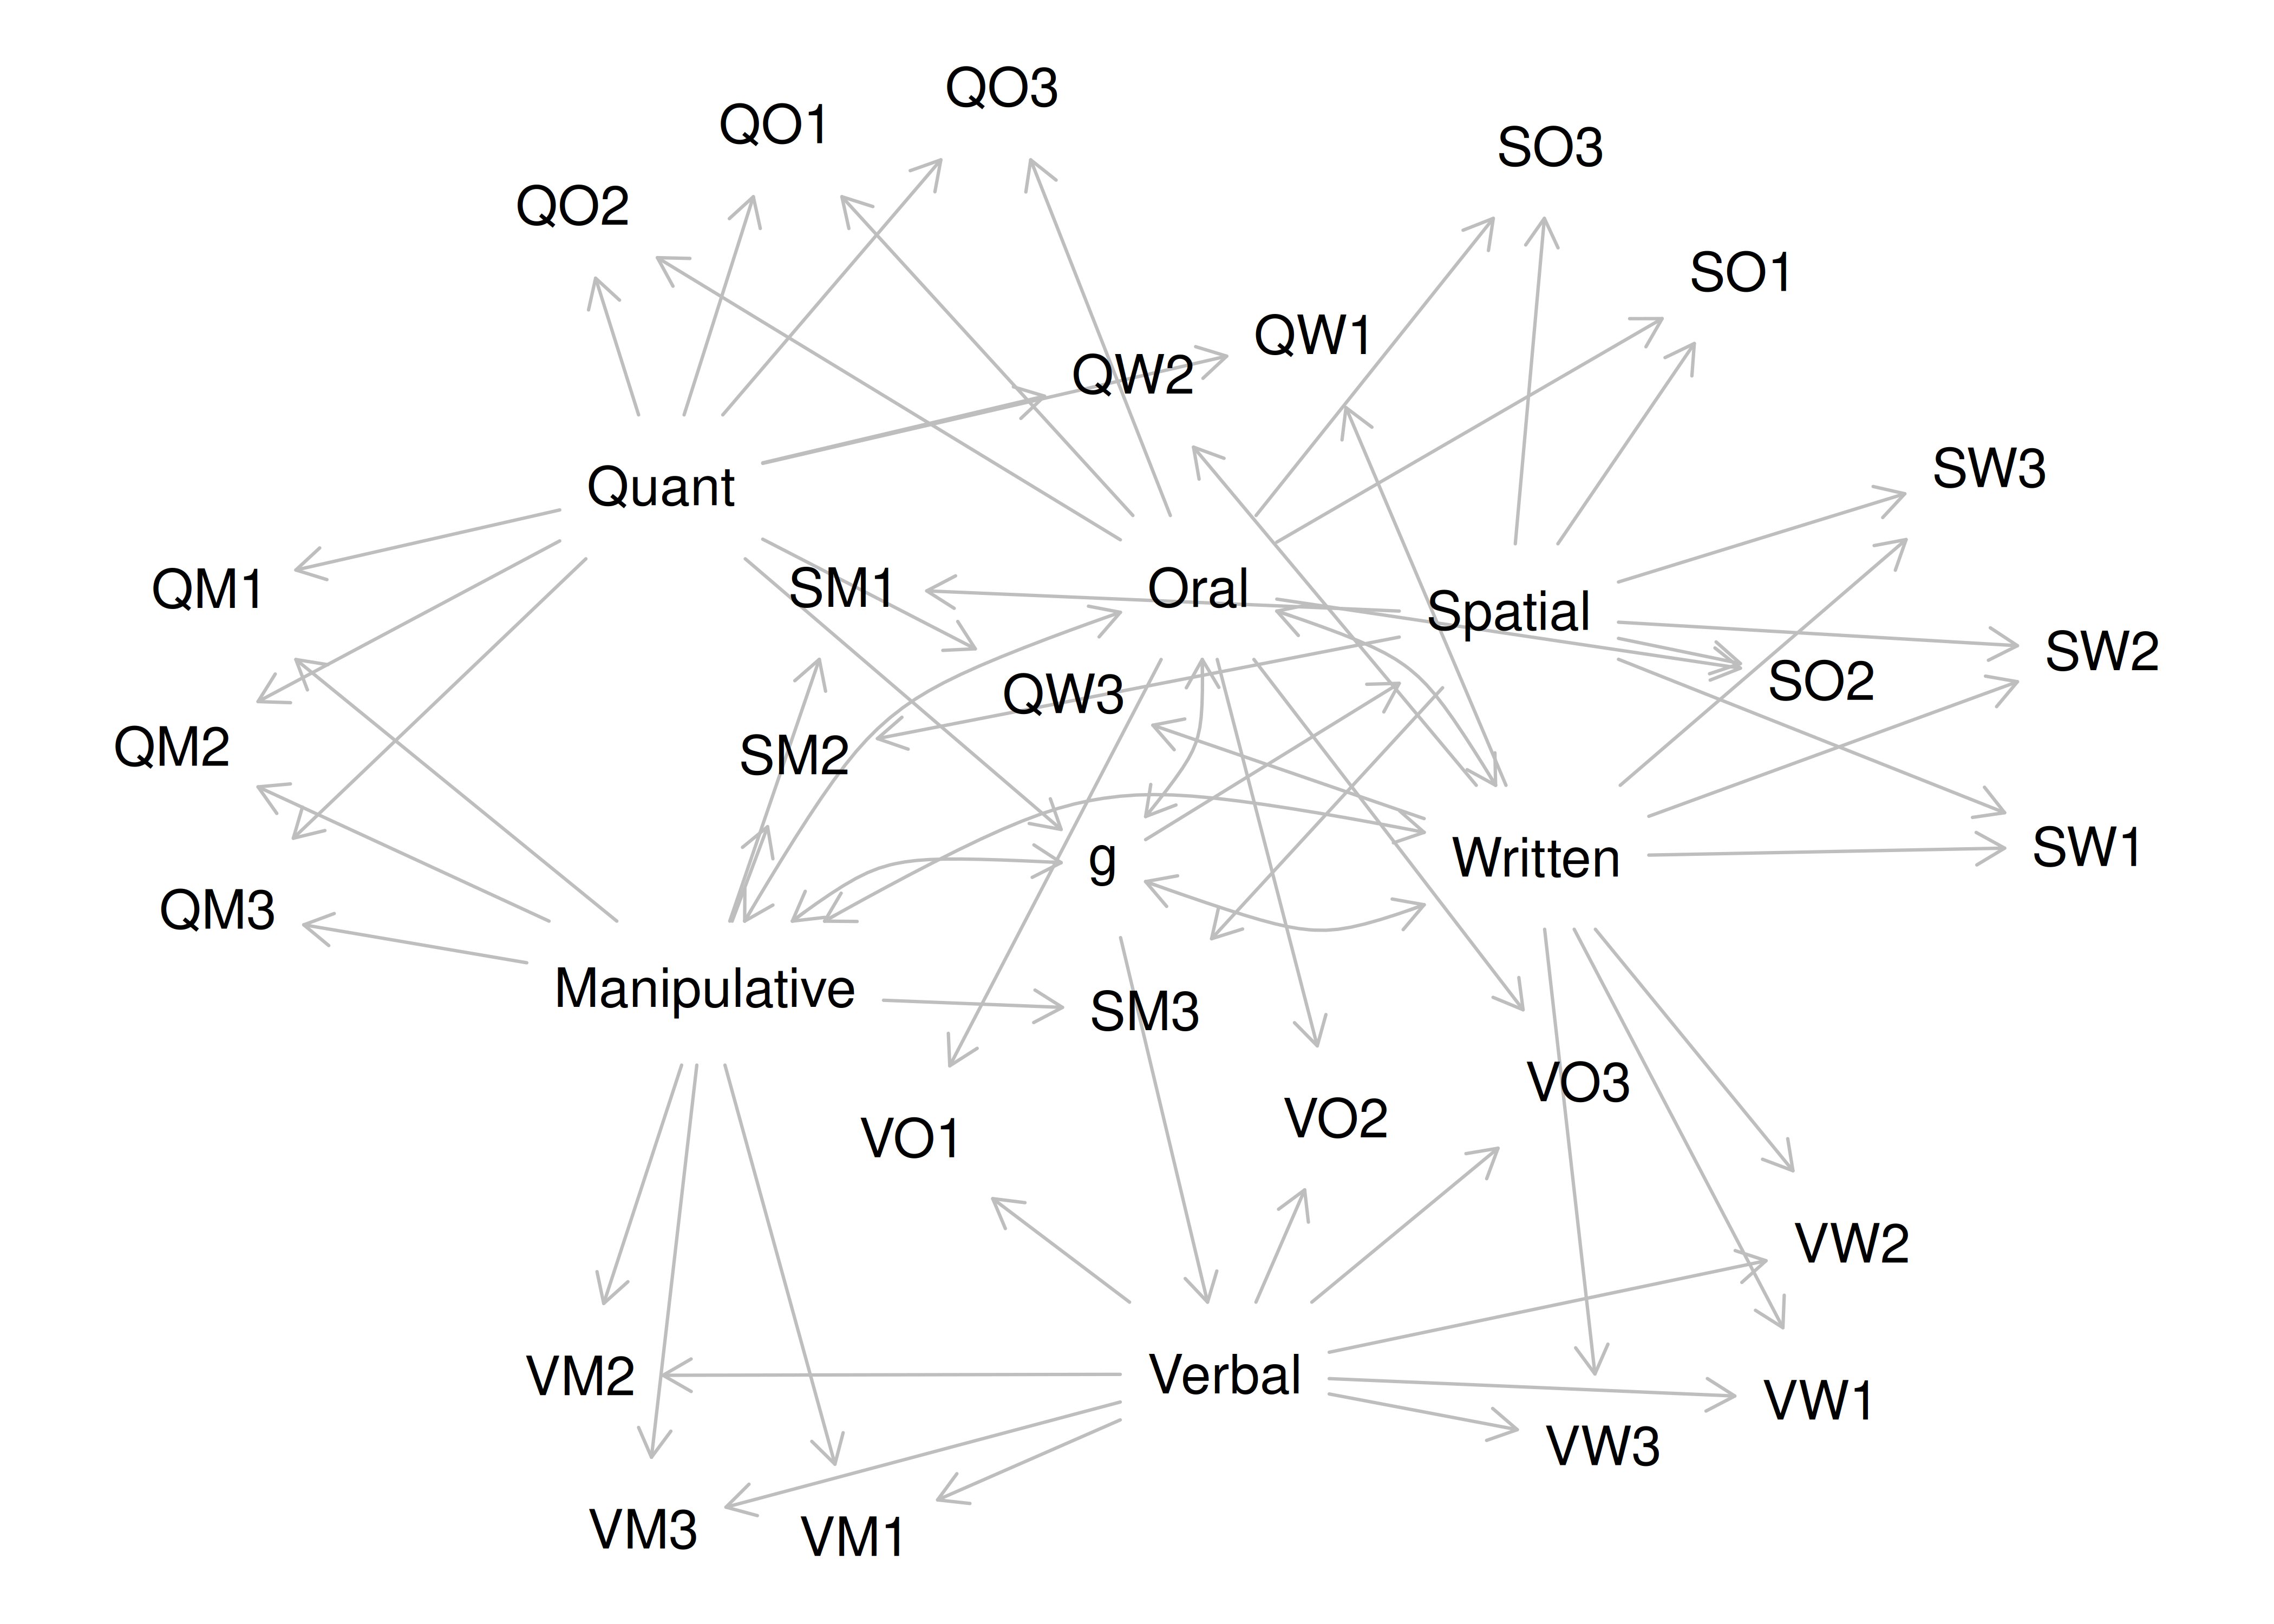 QO3
QO1
SO3
QO2
SO1
QW1
QW2
SW3
Quant
QM1
SM1
Oral
Spatial
SW2
SO2
QW3
QM2
SM2
SW1
g
Written
QM3
Manipulative
SM3
VO3
VO2
VO1
VW2
VM2
Verbal
VW1
VW3
VM3
VM1